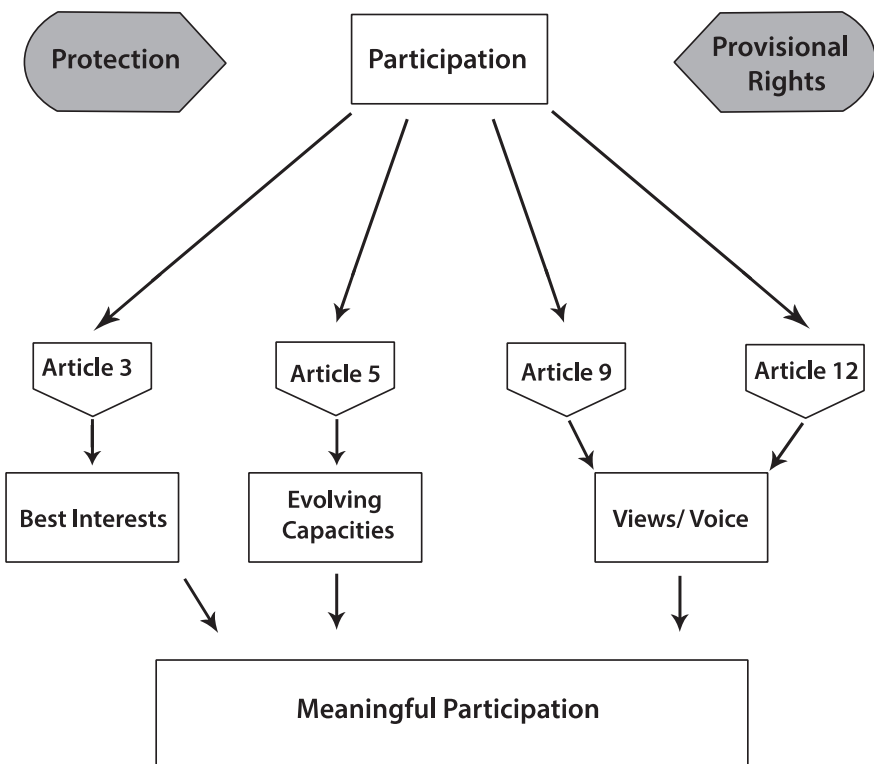 Protection
Participation
Provisional
Rights
Article 3
Article 5
Article 9
Article 12
Best Interests
Evolving
Capacities
Views/ Voice
Meaningful Participation